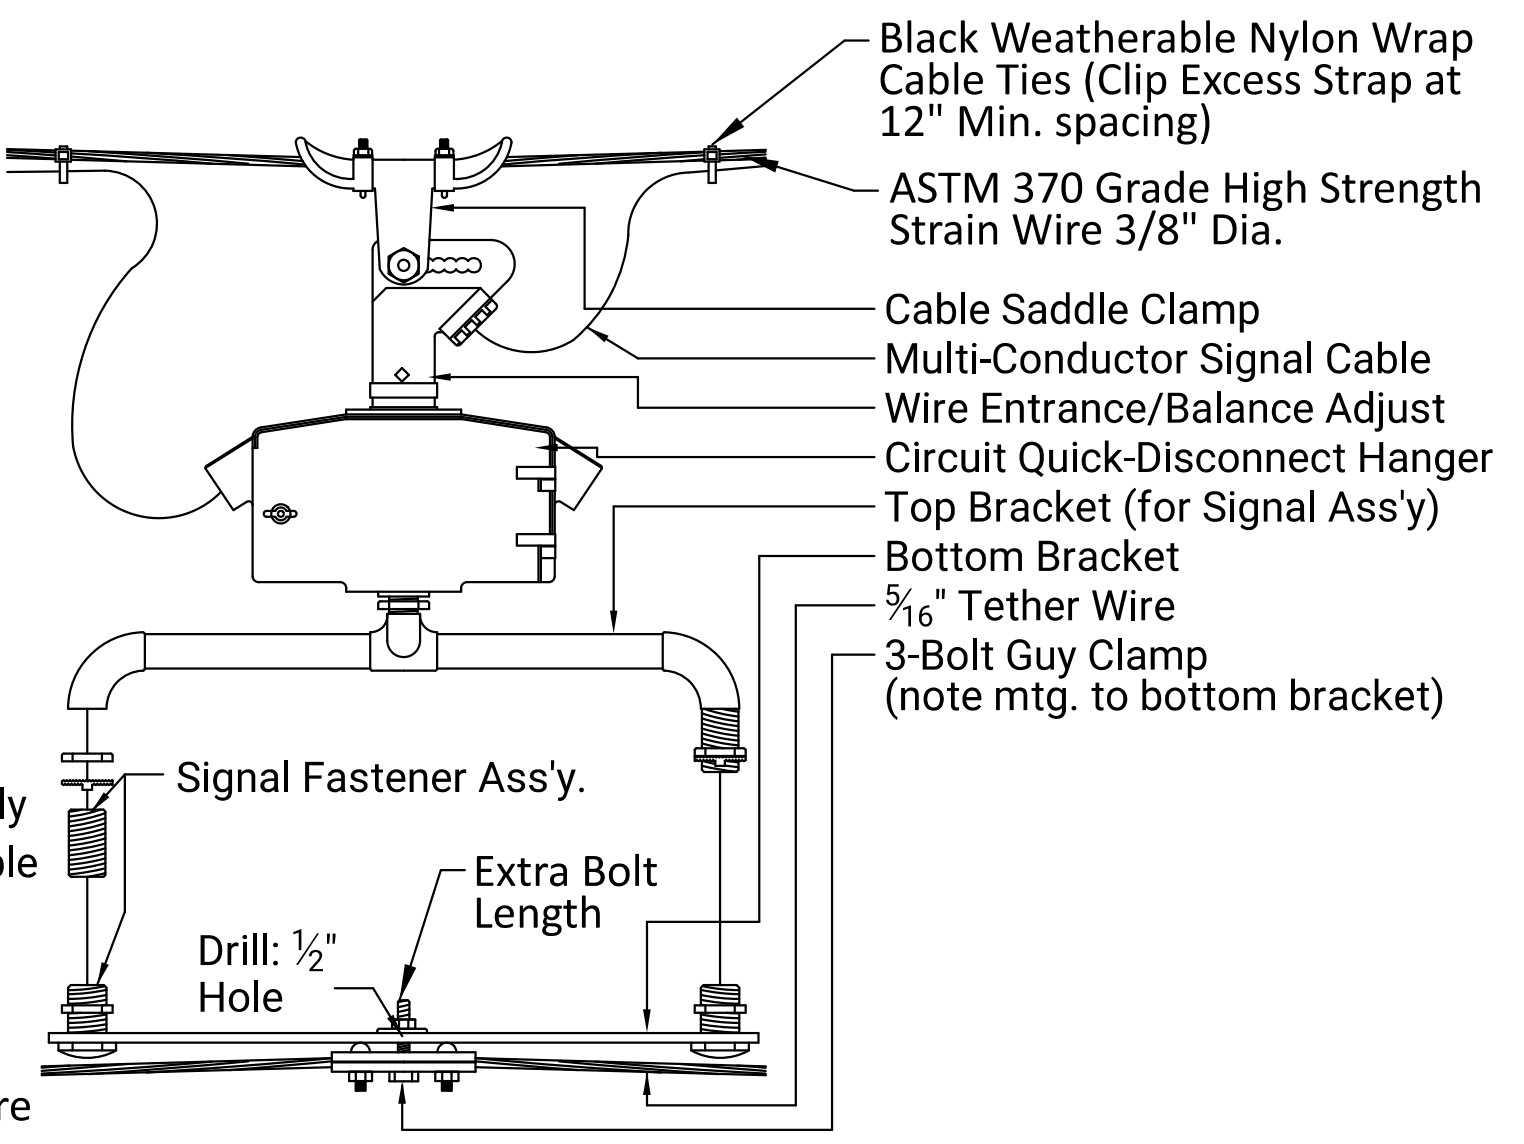 Black Weatherable Nylon Wrap
Cable Ties (Clip Excess Strap at
12" Min. spacing)
ASTM 370 Grade High Strength
Strain Wire 3/8" Dia.
Cable Saddle Clamp
Multi-Conductor Signal Cable
Wire Entrance/Balance Adjust
Circuit Quick-Disconnect Hanger
Top Bracket (for Signal Ass'y)
Bottom Bracket
5/16" Tether Wire
3-Bolt Guy Clamp
(note mtg. to bottom bracket)
Signal Fastener Ass'y.
ly
ble
Extra Bolt
Length
Drill: 1/2"
Hole
re